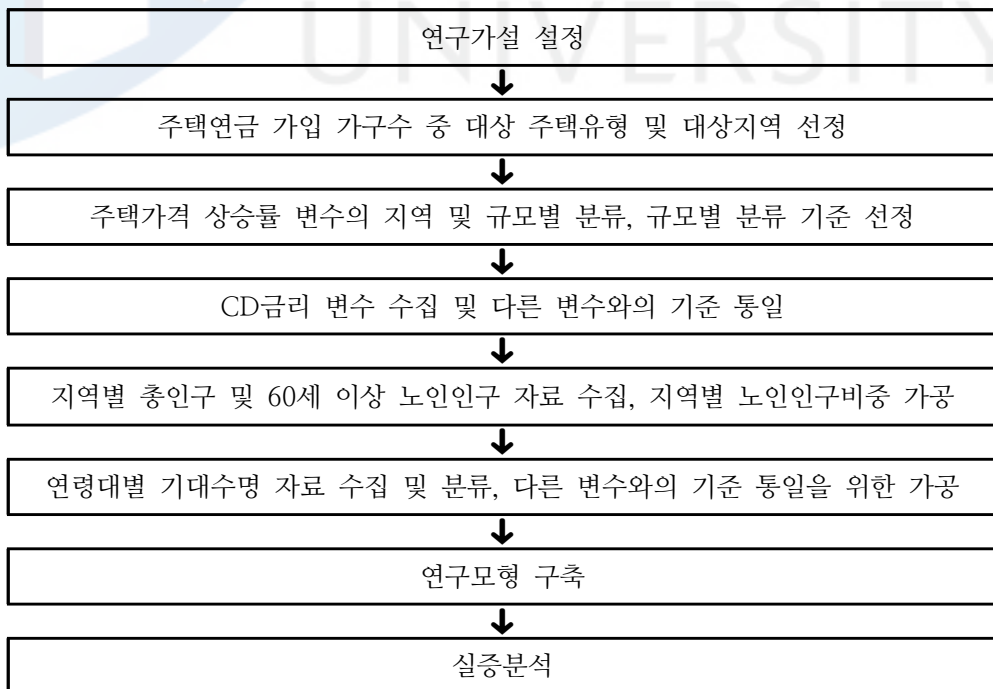 UNIVERSITY
연구가설 설정
주택연금 가입 가구수 중 대상 주택유형 및 대상지역 선정
주택가격 상승률 변수의 지역 및 규모별 분류, 규모별 분류 기준 선정
CD금리 변수 수집 및 다른 변수와의 기준 통일
지역별 총인구 및 60세 이상 노인인구 자료 수집, 지역별 노인인구비중 가공
연령대별 기대수명 자료 수집 및 분류, 다른 변수와의 기준 통일을 위한 가공
연구모형 구축
실증분석